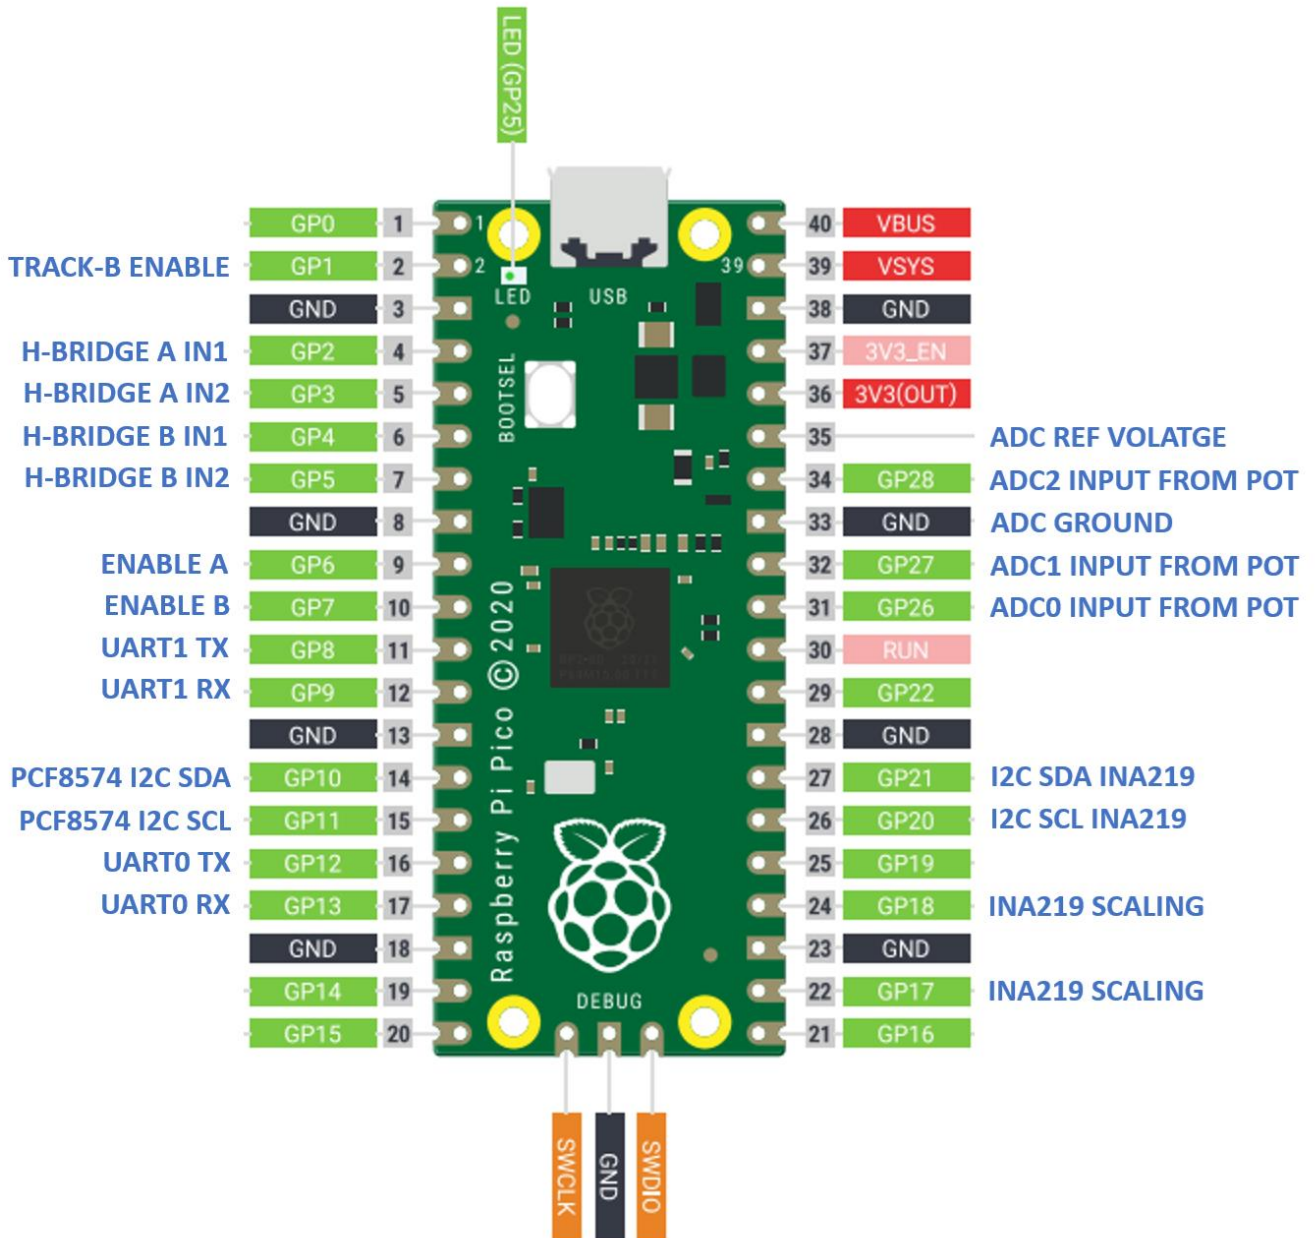 LED (GP25)
GP0 1 1 40 VBUS
TRACK-B ENABLE GP1 2 2 39 39 VSYS
LED USB
GND 3 38 GND
H-BRIDGE A IN1 GP2 4 37 3V3_EN
H-BRIDGE A IN2 GP3 5 36 3V3(OUT)
BOOTSEL
H-BRIDGE B IN1 GP4 6 35 ADC REF VOLATGE
H-BRIDGE B IN2 GP5 7 34 GP28 ADC2 INPUT FROM POT
GND 8 33 GND ADC GROUND
ENABLE A GP6 9 32 GP27 ADC1 INPUT FROM POT
ENABLE B GP7 10 31 GP26 ADC0 INPUT FROM POT
UART1 TX GP8 11 30 RUN
UART1 RX GP9 12 29 GP22
GND 13 28 GND
PCF8574 I2C SDA GP10 14 27 GP21 I2C SDA INA219
PCF8574 I2C SCL GP11 15 26 GP20 I2C SCL INA219
UART0 TX GP12 16 25 GP19
UART0 RX GP13 17 24 GP18 INA219 SCALING
GND 18 23 GND
Raspberry Pi Pico © 2020
GP14 19 22 GP17 INA219 SCALING
DEBUG
GP15 20 21 GP16
SWCLK
GND
SWDIO